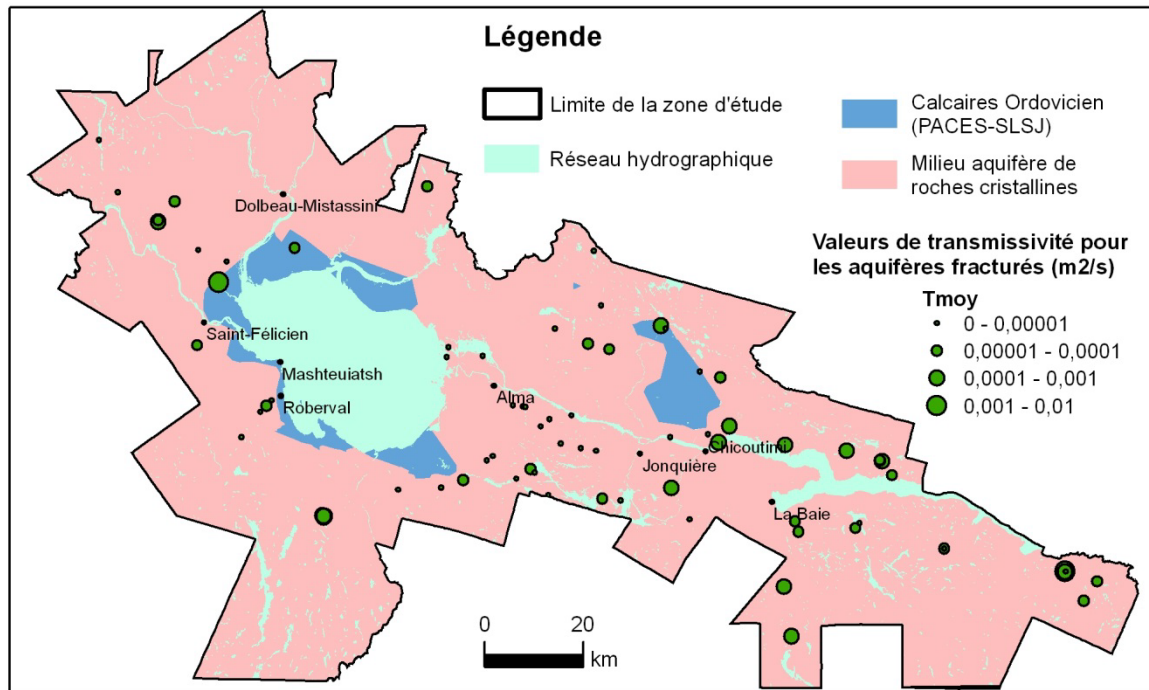 Légende
Limite de la zone d'étude
Réseau hydrographique
Calcaires Ordovicien
(PACES-SLSJ)
Milieu aquifère de
roches cristallines
Valeurs de transmissivité pour
les aquifères fracturés (m2/s)
Tmoy
0 - 0,00001
0,00001 - 0,0001
0,0001 - 0,001
0,001 - 0,01
Dolbeau-Mistassini
Saint-Félicien
Mashteuiatsh
Roberval
Alma
Chicoutimi
Jonquière
La Baie
0 20
km